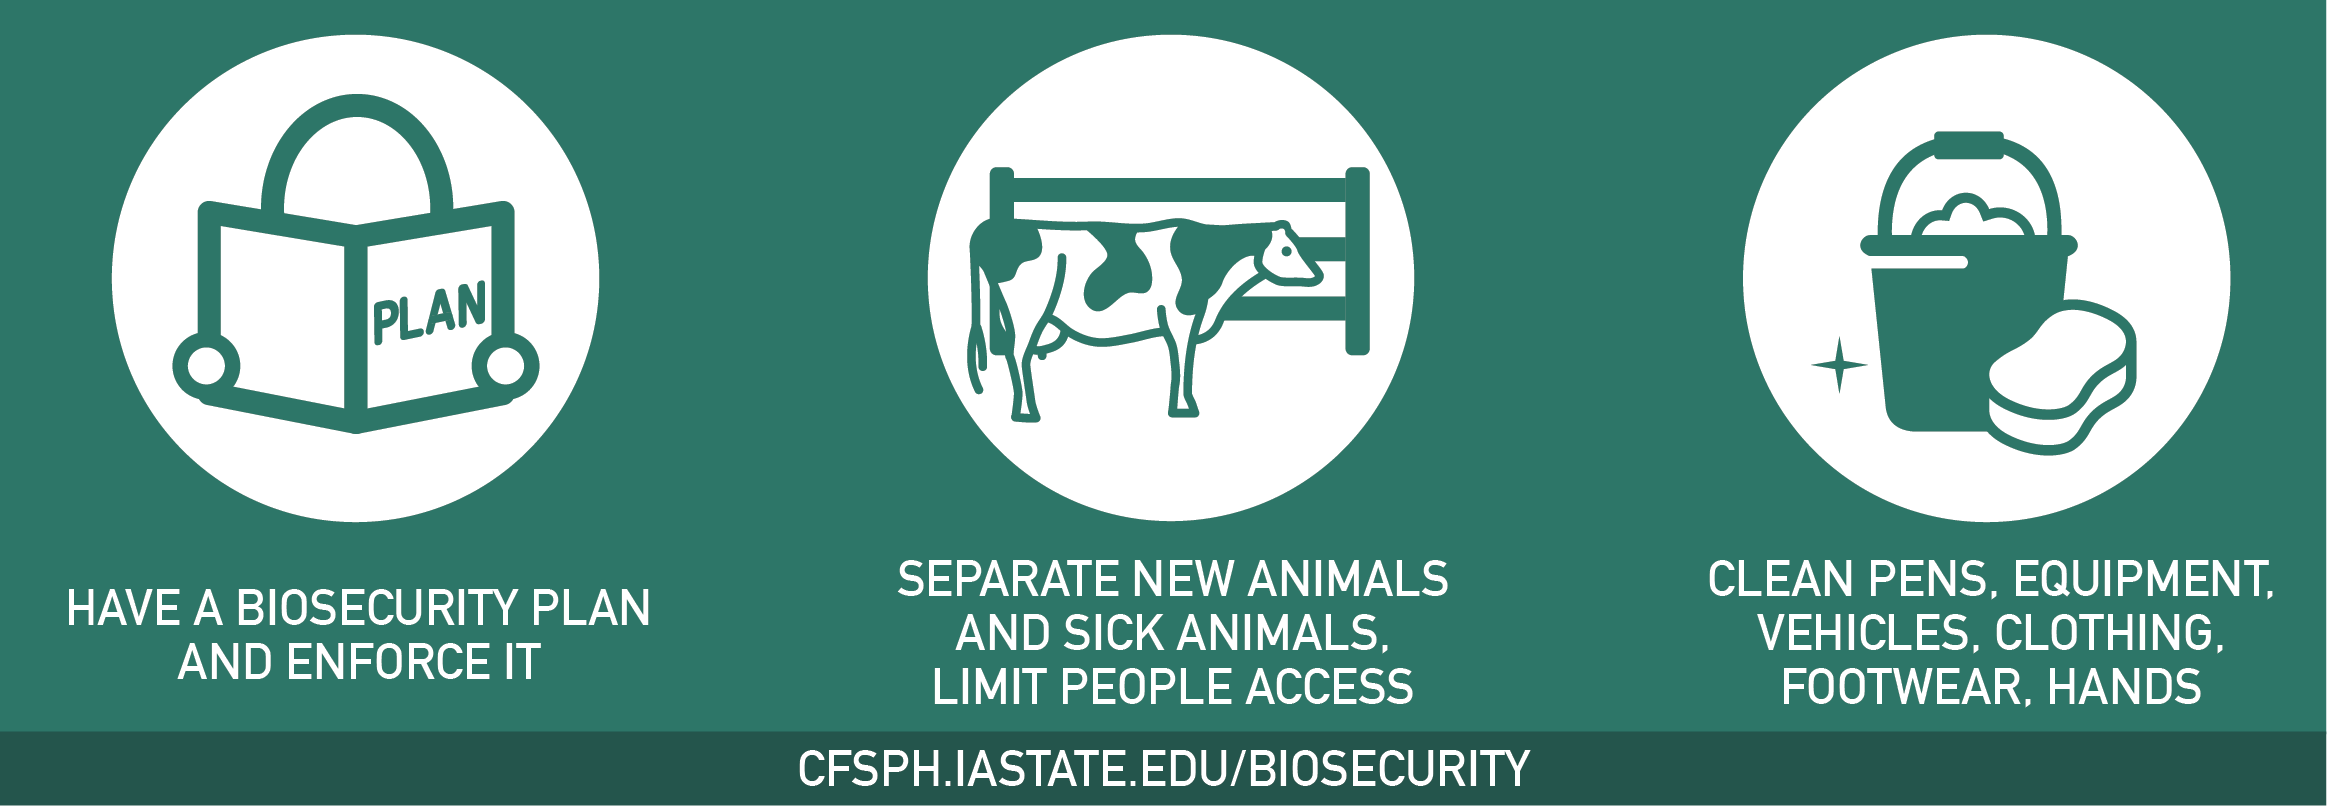 PLAN
HAVE A BIOSECURITY PLAN
AND ENFORCE IT
SEPARATE NEW ANIMALS
AND SICK ANIMALS,
LIMIT PEOPLE ACCESS
CLEAN PENS, EQUIPMENT,
VEHICLES, CLOTHING,
FOOTWEAR, HANDS
CFSPH.IASTATE.EDU/BIOSECURITY